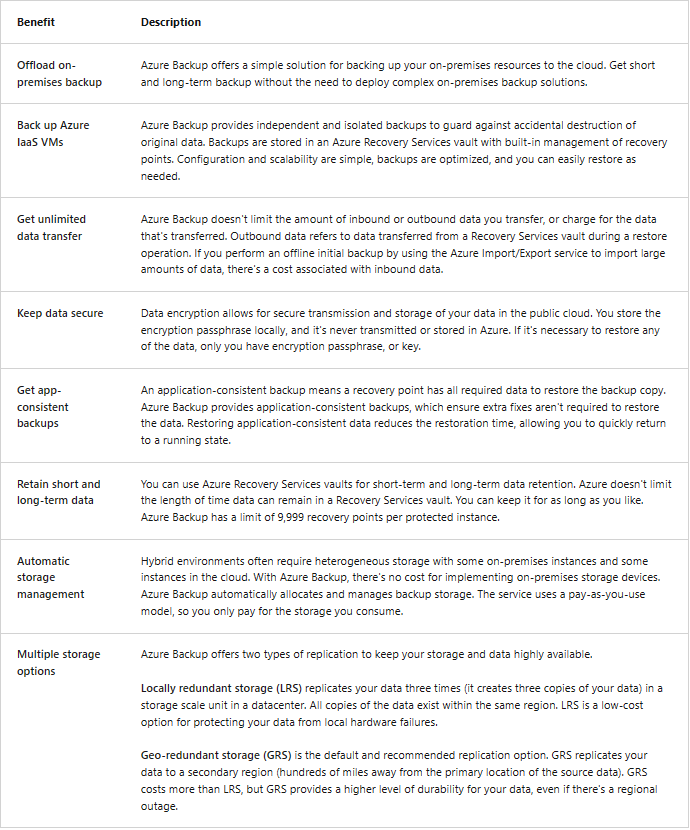 Benefit Description
Offload on-
premises backup
Azure Backup offers a simple solution for backing up your on-premises resources to the cloud. Get short
and long-term backup without the need to deploy complex on-premises backup solutions.
Back up Azure
IaaS VMs
Azure Backup provides independent and isolated backups to guard against accidental destruction of
original data. Backups are stored in an Azure Recovery Services vault with built-in management of recovery
points. Configuration and scalability are simple, backups are optimized, and you can easily restore as
needed.
Get unlimited
data transfer
Azure Backup doesn't limit the amount of inbound or outbound data you transfer, or charge for the data
that's transferred. Outbound data refers to data transferred from a Recovery Services vault during a restore
operation. If you perform an offline initial backup by using the Azure Import/Export service to import large
amounts of data, there's a cost associated with inbound data.
Keep data secure
Data encryption allows for secure transmission and storage of your data in the public cloud. You store the
encryption passphrase locally, and it's never transmitted or stored in Azure. If it's necessary to restore any
of the data, only you have encryption passphrase, or key.
Get app-
consistent
backups
An application-consistent backup means a recovery point has all required data to restore the backup copy.
Azure Backup provides application-consistent backups, which ensure extra fixes aren't required to restore
the data. Restoring application-consistent data reduces the restoration time, allowing you to quickly return
to a running state.
Retain short and
long-term data
You can use Azure Recovery Services vaults for short-term and long-term data retention. Azure doesn't limit
the length of time data can remain in a Recovery Services vault. You can keep it for as long as you like.
Azure Backup has a limit of 9,999 recovery points per protected instance.
Automatic
storage
management
Hybrid environments often require heterogeneous storage with some on-premises instances and some
instances in the cloud. With Azure Backup, there's no cost for implementing on-premises storage devices.
Azure Backup automatically allocates and manages backup storage. The service uses a pay-as-you-use
model, so you only pay for the storage you consume.
Multiple storage
options
Azure Backup offers two types of replication to keep your storage and data highly available.
Locally redundant storage (LRS) replicates your data three times (it creates three copies of your data) in a
storage scale unit in a datacenter. All copies of the data exist within the same region. LRS is a low-cost
option for protecting your data from local hardware failures.
Geo-redundant storage (GRS) is the default and recommended replication option. GRS replicates your
data to a secondary region (hundreds of miles away from the primary location of the source data). GRS
costs more than LRS, but GRS provides a higher level of durability for your data, even if there's a regional
outage.